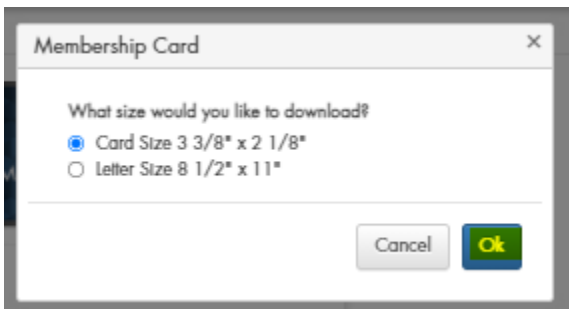 Membership Card ×
What size would you like to download?
Card Size 3 3/8" x 2 1/8"
Letter Size 8 1/2" x 11"
Cancel Ok